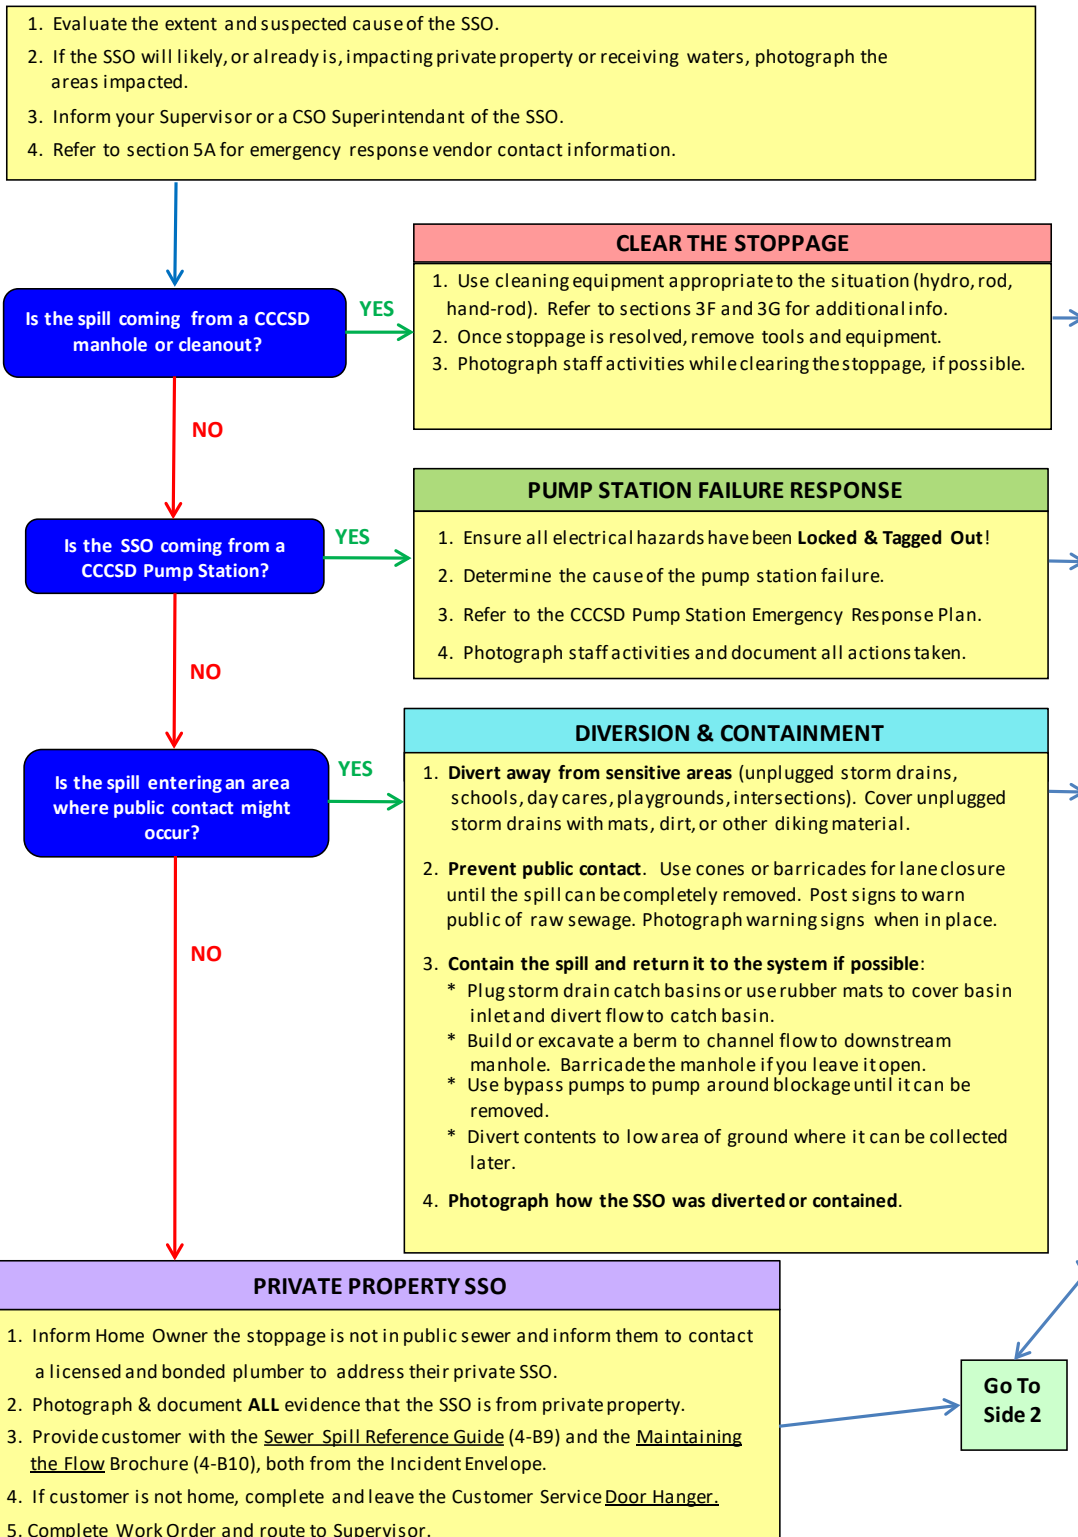 1. Evaluate the extent and suspected cause of the SSO.
2. If the SSO will likely, or already is, impacting private property or receiving waters, photograph the
areas impacted.
3. Inform your Supervisor or a CSO Superintendant of the SSO.
4. Refer to section 5A for emergency response vendor contact information.
Is the spill coming from a CCCSD
manhole or cleanout?
YES
NO
CLEAR THE STOPPAGE
1. Use cleaning equipment appropriate to the situation (hydro, rod,
hand-rod). Refer to sections 3F and 3G for additional info.
2. Once stoppage is resolved, remove tools and equipment.
3. Photograph staff activities while clearing the stoppage, if possible.
Is the SSO coming from a
CCCSD Pump Station?
YES
NO
PUMP STATION FAILURE RESPONSE
1. Ensure all electrical hazards have been Locked & Tagged Out!
2. Determine the cause of the pump station failure.
3. Refer to the CCCSD Pump Station Emergency Response Plan.
4. Photograph staff activities and document all actions taken.
Is the spill entering an area
where public contact might
occur?
YES
NO
DIVERSION & CONTAINMENT
1. Divert away from sensitive areas (unplugged storm drains,
schools, day cares, playgrounds, intersections). Cover unplugged
storm drains with mats, dirt, or other diking material.
2. Prevent public contact. Use cones or barricades for lane closure
until the spill can be completely removed. Post signs to warn
public of raw sewage. Photograph warning signs when in place.
3. Contain the spill and return it to the system if possible:
* Plug storm drain catch basins or use rubber mats to cover basin
inlet and divert flow to catch basin.
* Build or excavate a berm to channel flow to downstream
manhole. Barricade the manhole if you leave it open.
* Use bypass pumps to pump around blockage until it can be
removed.
* Divert contents to low area of ground where it can be collected
later.
4. Photograph how the SSO was diverted or contained.
PRIVATE PROPERTY SSO
1. Inform Home Owner the stoppage is not in public sewer and inform them to contact
a licensed and bonded plumber to address their private SSO.
2. Photograph & document ALL evidence that the SSO is from private property.
3. Provide customer with the Sewer Spill Reference Guide (4-B9) and the Maintaining
the Flow Brochure (4-B10), both from the Incident Envelope.
4. If customer is not home, complete and leave the Customer Service Door Hanger.
5. Complete Work Order and route to Supervisor.
Go To
Side 2